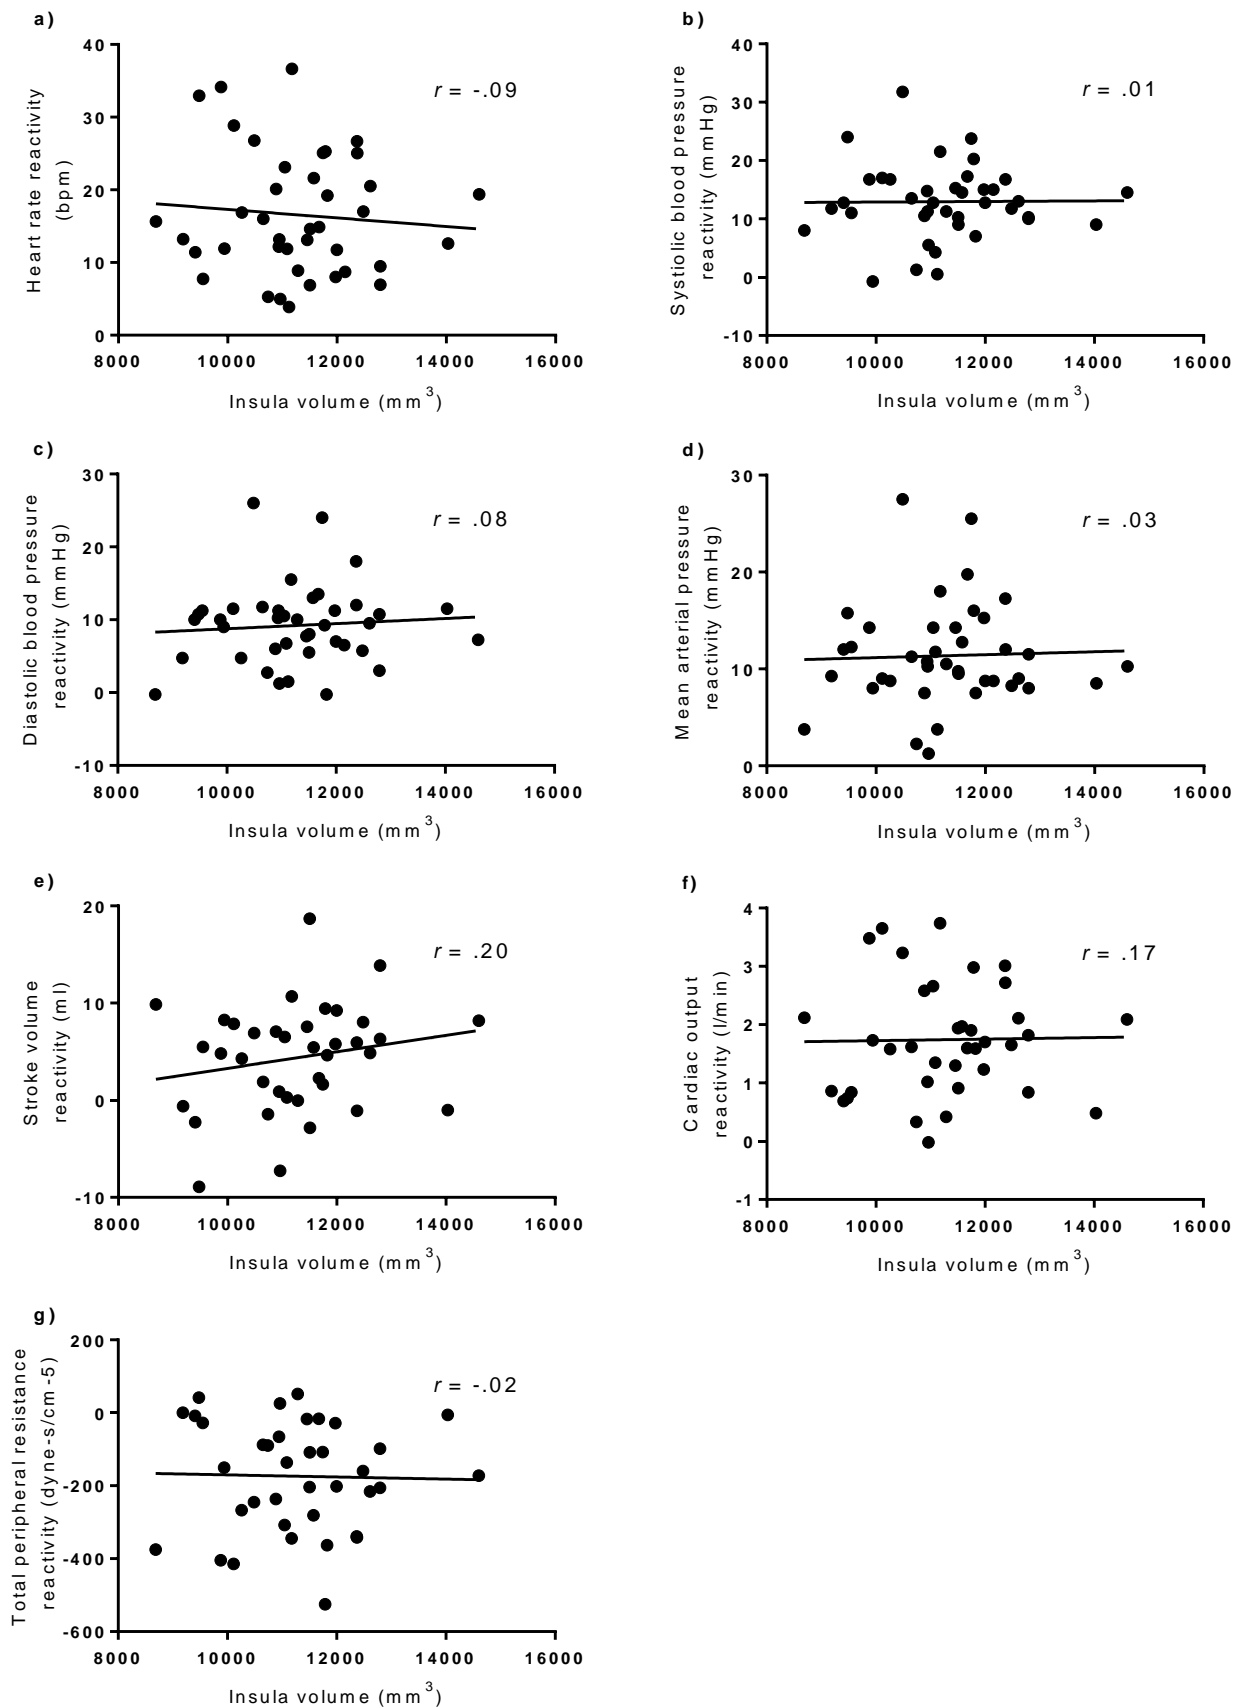 a)
40
30
20
10
0
Heart rate reactivity
(bpm)
r = -.09
8000 10000 12000 14000 16000
Insula volume (mm³)
b)
40
30
20
10
0
-10
Systiolic blood pressure
reactivity (mmHg)
r = .01
8000 10000 12000 14000 16000
Insula volume (mm³)
c)
30
20
10
0
-10
Diastolic blood pressure
reactivity (mmHg)
r = .08
8000 10000 12000 14000 16000
Insula volume (mm³)
d)
30
20
10
0
Mean arterial pressure
reactivity (mmHg)
r = .03
8000 10000 12000 14000 16000
Insula volume (mm³)
e)
20
10
0
-10
Stroke volume
reactivity (ml)
r = .20
8000 10000 12000 14000 16000
Insula volume (mm³)
f)
4
3
2
1
0
-1
Cardiac output
reactivity (l/min)
r = .17
8000 10000 12000 14000 16000
Insula volume (mm³)
g)
200
0
-200
-400
-600
Total peripheral resistance
reactivity (dyne-s/cm-5)
r = -.02
8000 10000 12000 14000 16000
Insula volume (mm³)